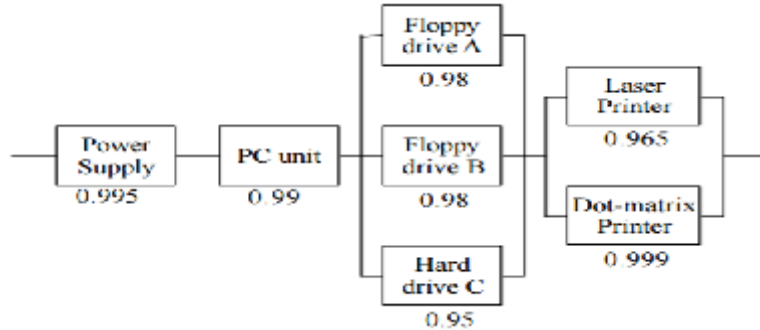 Floppy
drive A
0.98
Power
Supply
0.995
PC unit
0.99
Floppy
drive B
0.98
Hard
drive C
0.95
Laser
Printer
0.965
Dot-matrix
Printer
0.999